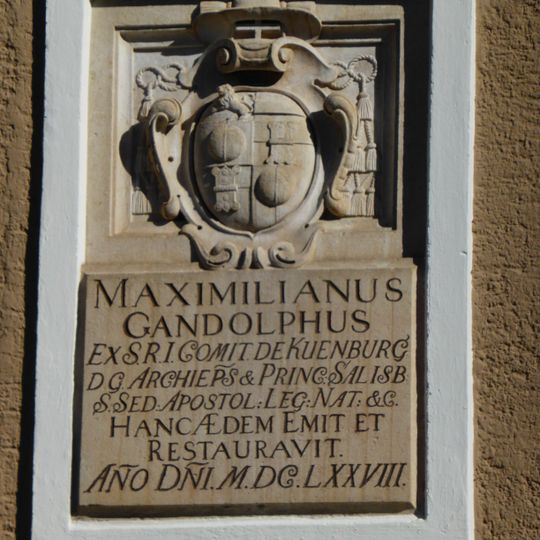 MAXIMILIANUS
GANDOLPHUS
EX S.R.I. COMIT. DE KUENBURG
D G. ARCHIEP̃S & PRINC: SALISB
S. SED. APOSTOL: LEG: NAT: &C.
HANC ÆDEM EMIT ET
RESTAURAVIT.
AÑO DÑI. M.DC.LXXVIII.